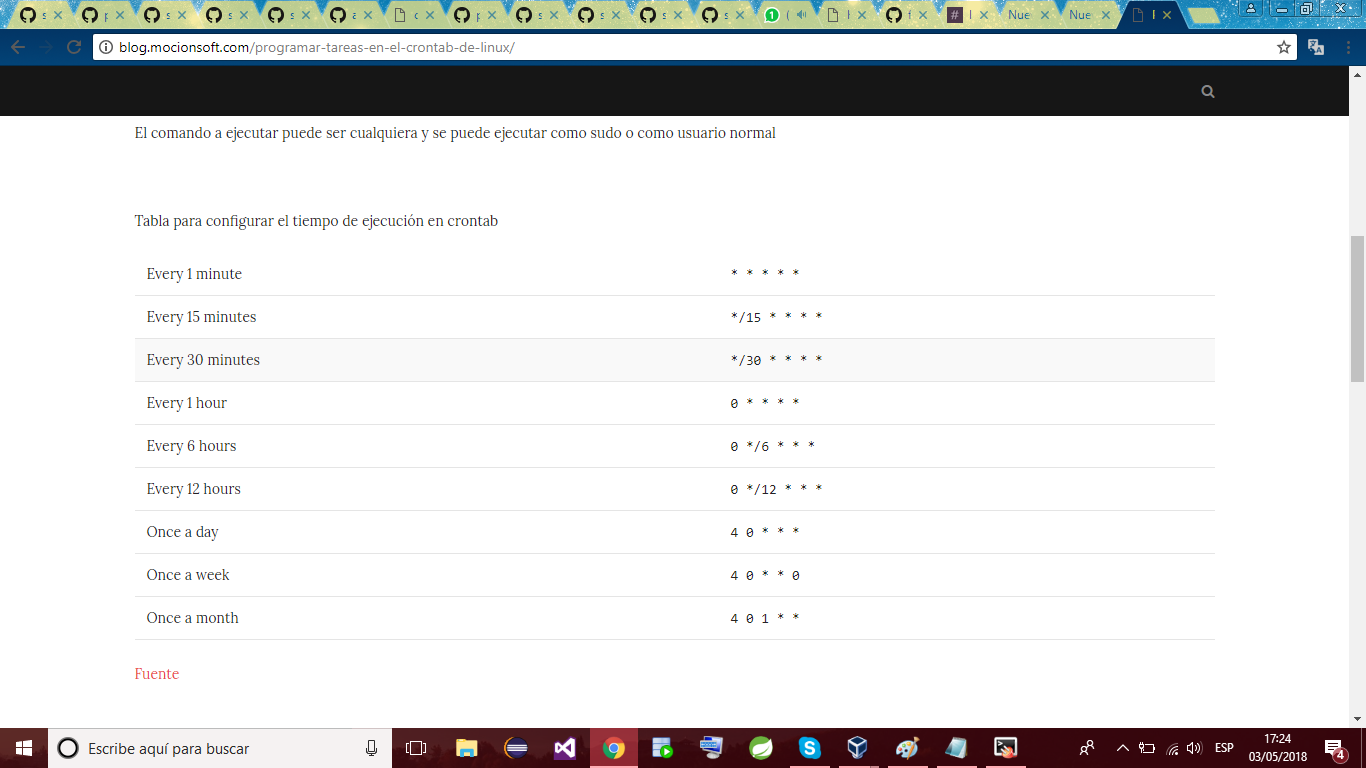 blog.mocionsoft.com/programar-tareas-en-el-crontab-de-linux/
El comando a ejecutar puede ser cualquiera y se puede ejecutar como sudo o como usuario normal
Tabla para configurar el tiempo de ejecución en crontab
Every 1 minute * * * * *
Every 15 minutes */15 * * * *
Every 30 minutes */30 * * * *
Every 1 hour 0 * * * *
Every 6 hours 0 */6 * * *
Every 12 hours 0 */12 * * *
Once a day 4 0 * * *
Once a week 4 0 * * 0
Once a month 4 0 1 * *
Fuente
Escribe aquí para buscar
ESP
17:24
03/05/2018
4